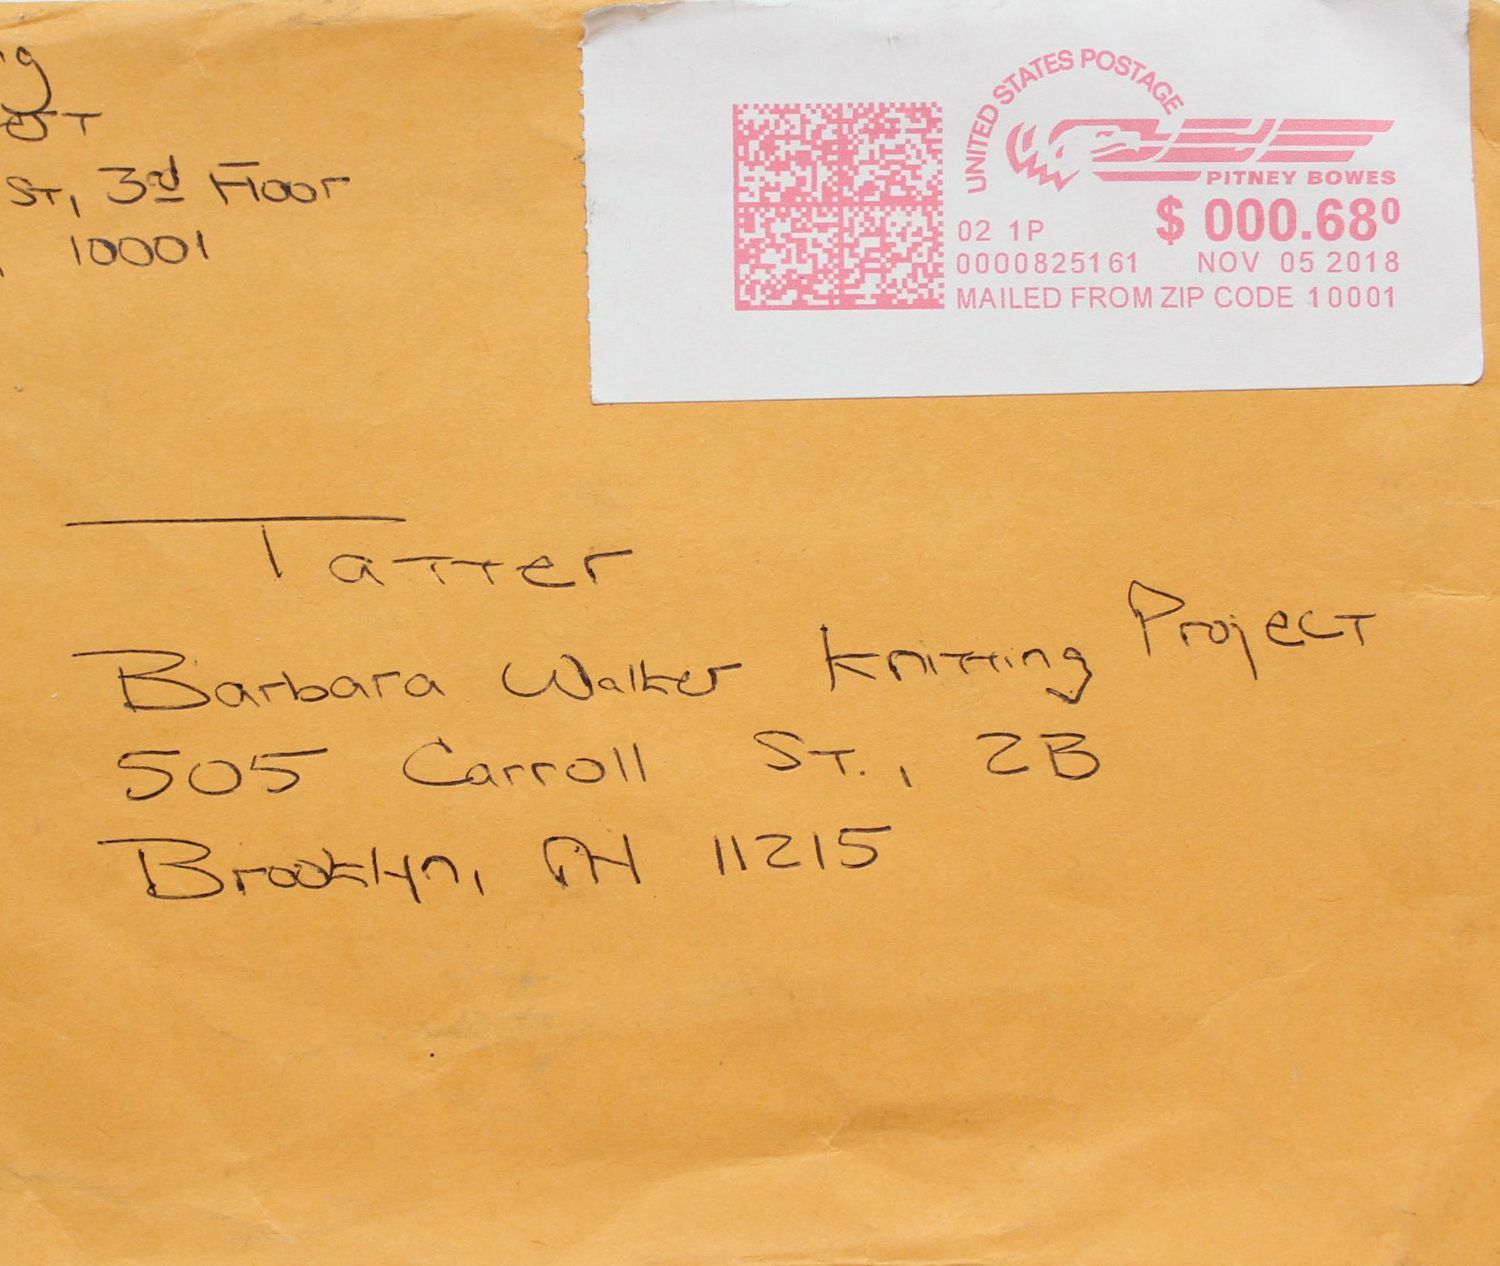 St, 3rd Floor
10001
UNITED STATES POSTAGE
PITNEY BOWES
02 1P
$ 000.680
0000825161 NOV 05 2018
MAILED FROM ZIP CODE 10001
Tatter
Barbara Walker Knitting Project
505 Carroll St., 2B
Brooklyn, NY 11215